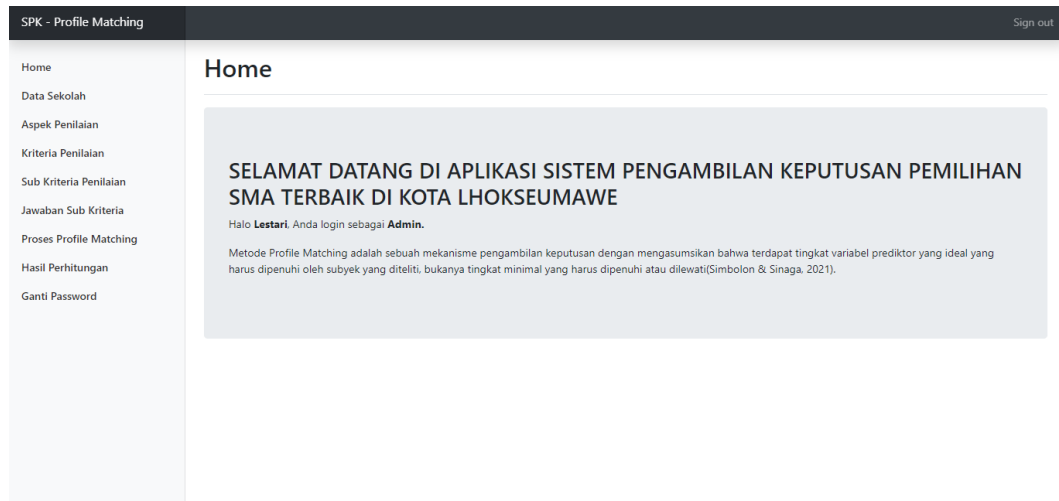 SPK - Profile Matching
Sign out
Home
Data Sekolah
Aspek Penilaian
Kriteria Penilaian
Sub Kriteria Penilaian
Jawaban Sub Kriteria
Proses Profile Matching
Hasil Perhitungan
Ganti Password
Home
SELAMAT DATANG DI APLIKASI SISTEM PENGAMBILAN KEPUTUSAN PEMILIHAN
SMA TERBAIK DI KOTA LHOKSEUMAWE
Halo Lestari, Anda login sebagai Admin.
Metode Profile Matching adalah sebuah mekanisme pengambilan keputusan dengan mengasumsikan bahwa terdapat tingkat variabel prediktor yang ideal yang
harus dipenuhi oleh subyek yang diteliti, bukanya tingkat minimal yang harus dipenuhi atau dilewati(Simbolon & Sinaga, 2021).